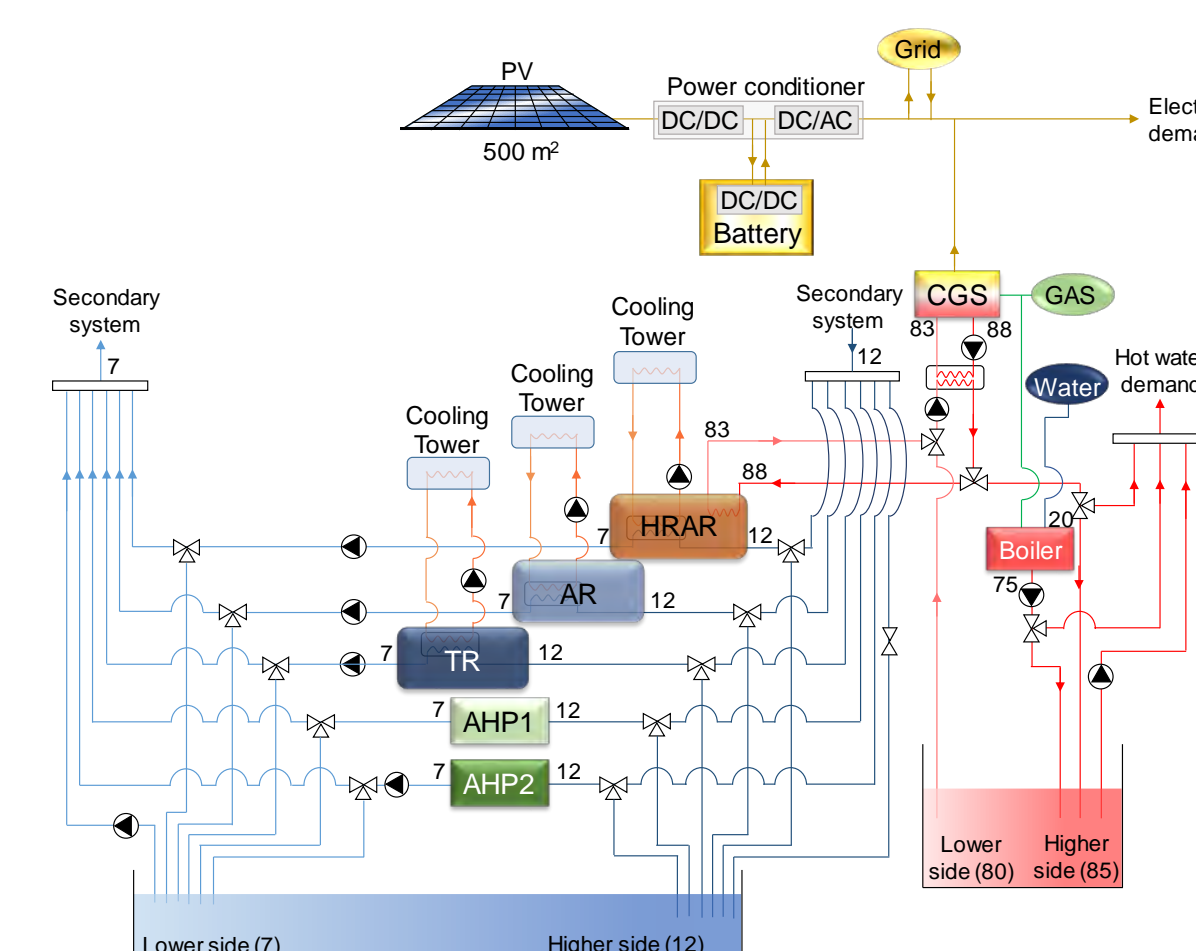 Grid
PV
Power conditioner
DC/DC
DC/AC
500 m²
DC/DC
Battery
Secondary
system
7
Cooling
Tower
Cooling
Tower
Cooling
Tower
Secondary
system
12
CGS
GAS
83
88
Water
83
88
20
HRAR
7
12
Boiler
75
AR
7
12
TR
7
12
AHP1
7
12
AHP2
7
12
Lower
side (80)
Higher
side (85)
Lower side (7)
Higher side (12)
Hot
demand